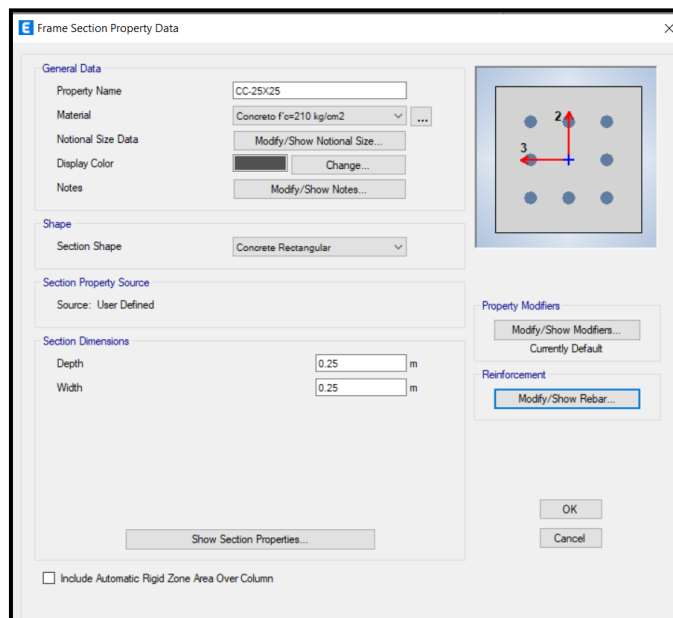 E Frame Section Property Data
General Data
Property Name CC-25X25
Material Concreto f'c=210 kg/cm2 ...
Notional Size Data Modify/Show Notional Size...
Display Color Change...
Notes Modify/Show Notes...
2
3
Shape
Section Shape Concrete Rectangular
Section Property Source
Source: User Defined
Property Modifiers
Modify/Show Modifiers...
Currently Default
Section Dimensions
Depth 0.25 m
Width 0.25 m
Reinforcement
Modify/Show Rebar...
Show Section Properties...
OK
Cancel
Include Automatic Rigid Zone Area Over Column